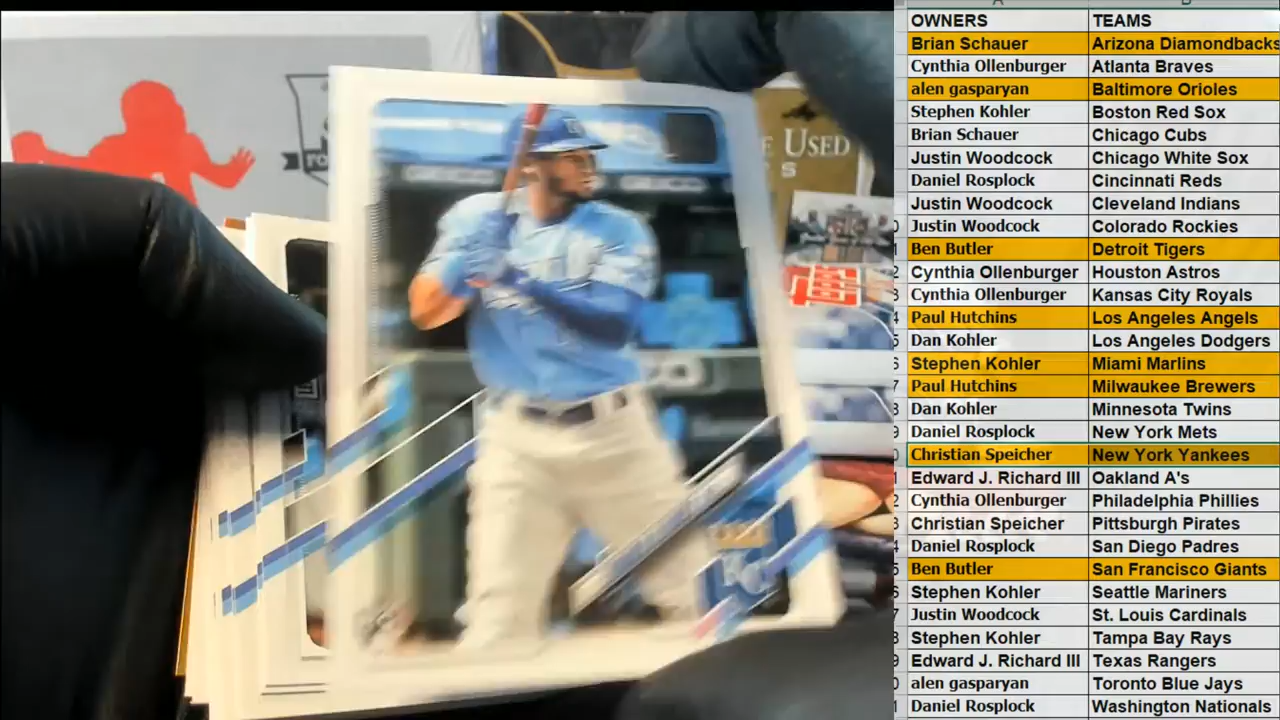 OWNERS TEAMS
Brian Schauer Arizona Diamondbacks
Cynthia Ollenburger Atlanta Braves
alen gasparyan Baltimore Orioles
Stephen Kohler Boston Red Sox
Brian Schauer Chicago Cubs
Justin Woodcock Chicago White Sox
Daniel Rosplock Cincinnati Reds
Justin Woodcock Cleveland Indians
Justin Woodcock Colorado Rockies
Ben Butler Detroit Tigers
Cynthia Ollenburger Houston Astros
Cynthia Ollenburger Kansas City Royals
Paul Hutchins Los Angeles Angels
Dan Kohler Los Angeles Dodgers
Stephen Kohler Miami Marlins
Paul Hutchins Milwaukee Brewers
Dan Kohler Minnesota Twins
Daniel Rosplock New York Mets
Christian Speicher New York Yankees
Edward J. Richard III Oakland A's
Cynthia Ollenburger Philadelphia Phillies
Christian Speicher Pittsburgh Pirates
Daniel Rosplock San Diego Padres
Ben Butler San Francisco Giants
Stephen Kohler Seattle Mariners
Justin Woodcock St. Louis Cardinals
Stephen Kohler Tampa Bay Rays
Edward J. Richard III Texas Rangers
alen gasparyan Toronto Blue Jays
Daniel Rosplock Washington Nationals
USED
GEICO GEICO